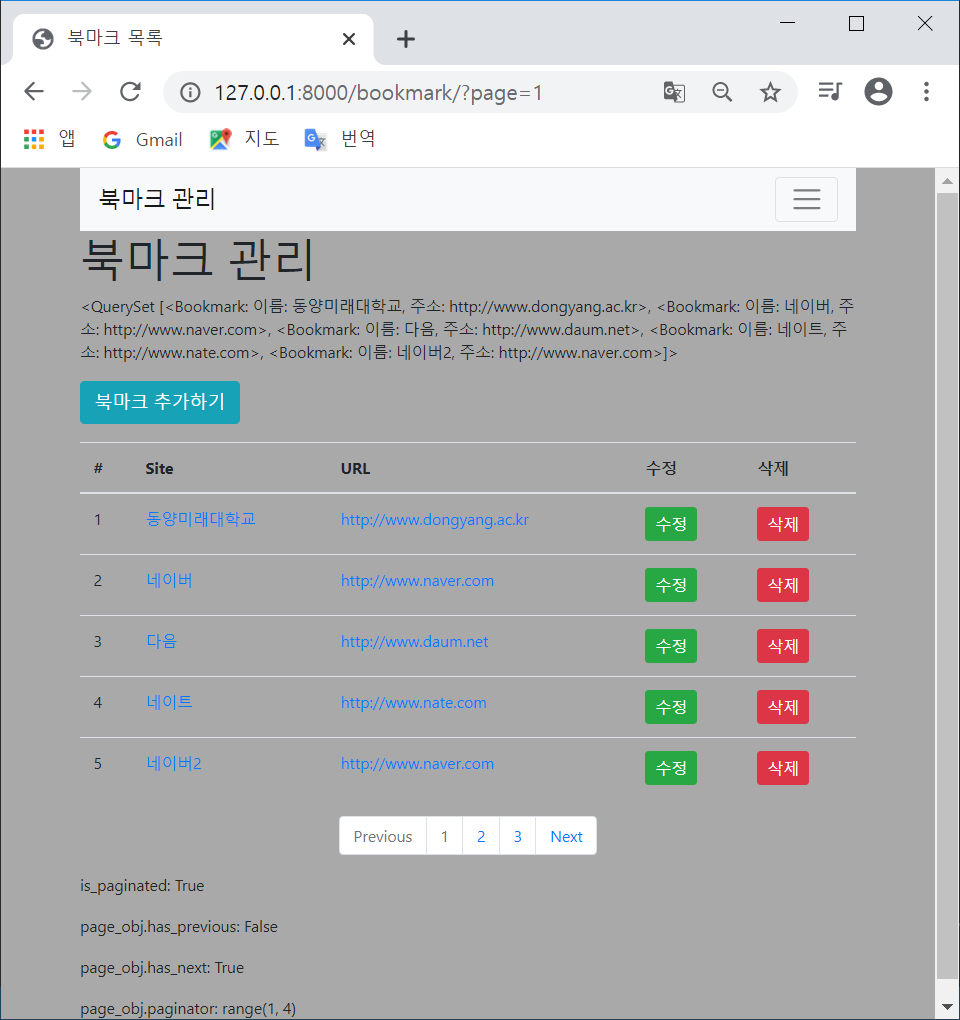 북마크 목록
127.0.0.1:8000/bookmark/?page=1
앱 Gmail 지도 번역
북마크 관리
북마크 관리
<QuerySet [<Bookmark: 이름: 동양미래대학교, 주소: http://www.dongyang.ac.kr>, <Bookmark: 이름: 네이버, 주
소: http://www.naver.com>, <Bookmark: 이름: 다음, 주소: http://www.daum.net>, <Bookmark: 이름: 네이트, 주
소: http://www.nate.com>, <Bookmark: 이름: 네이버2, 주소: http://www.naver.com>]>
북마크 추가하기
# Site URL 수정 삭제
1 동양미래대학교 http://www.dongyang.ac.kr 수정 삭제
2 네이버 http://www.naver.com 수정 삭제
3 다음 http://www.daum.net 수정 삭제
4 네이트 http://www.nate.com 수정 삭제
5 네이버2 http://www.naver.com 수정 삭제
Previous 1 2 3 Next
is_paginated: True
page_obj.has_previous: False
page_obj.has_next: True
page_obj.paginator: range(1, 4)